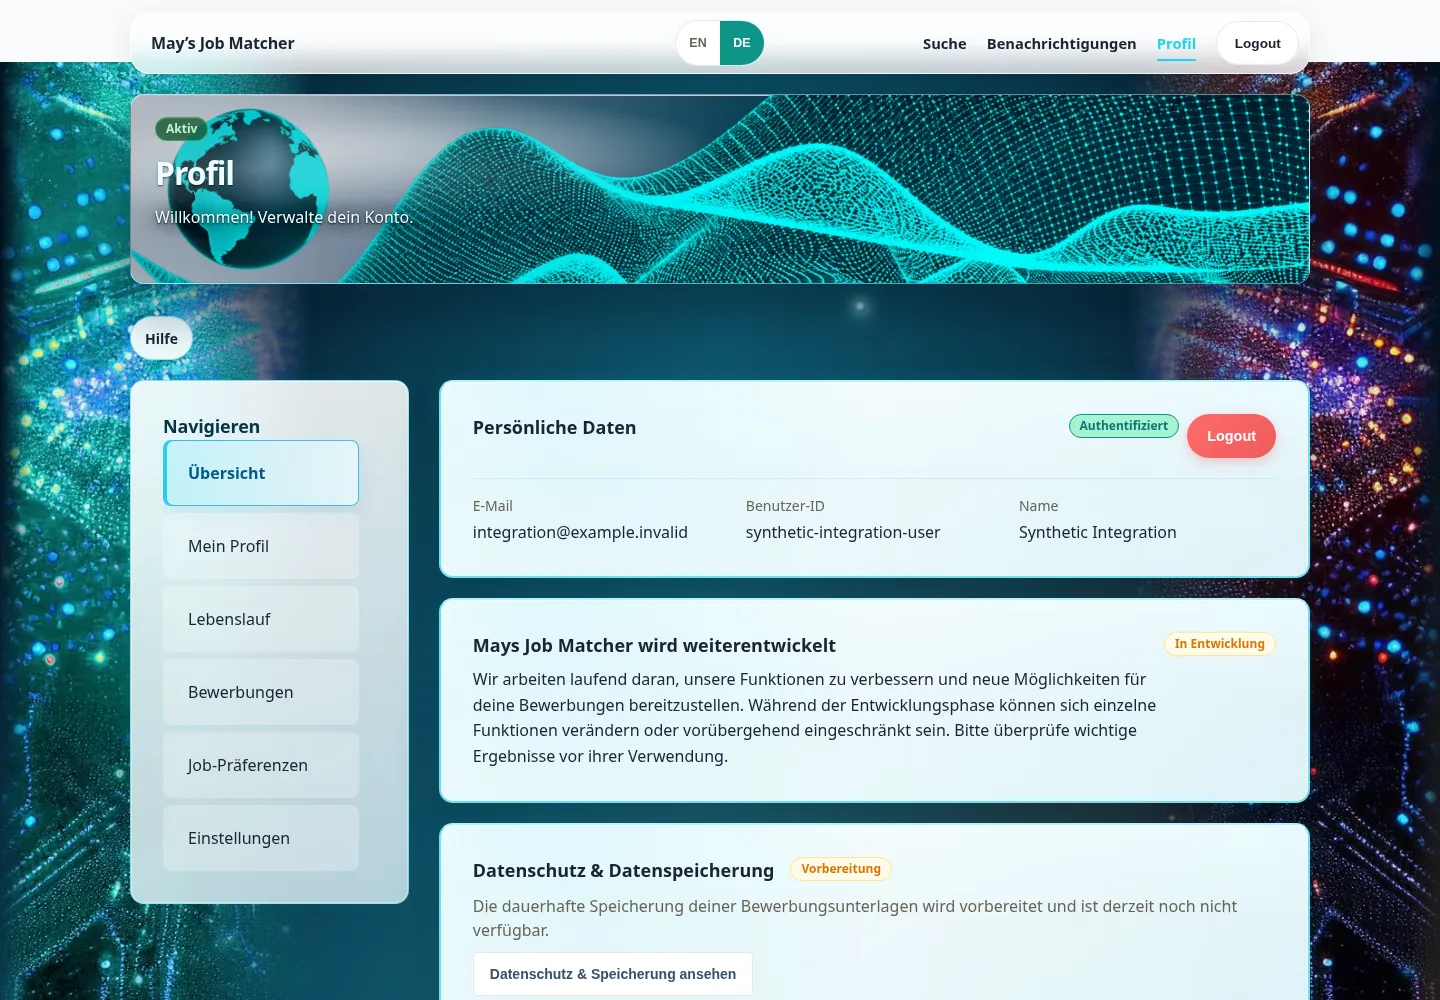 May’s Job Matcher
EN DE
Suche Benachrichtigungen Profil Logout
Aktiv
Profil
Willkommen! Verwalte dein Konto.
Hilfe
Navigieren
Übersicht
Mein Profil
Lebenslauf
Bewerbungen
Job-Präferenzen
Einstellungen
Persönliche Daten
Authentifiziert
Logout
E-Mail
integration@example.invalid
Benutzer-ID
synthetic-integration-user
Name
Synthetic Integration
Mays Job Matcher wird weiterentwickelt
In Entwicklung
Wir arbeiten laufend daran, unsere Funktionen zu verbessern und neue Möglichkeiten für
deine Bewerbungen bereitzustellen. Während der Entwicklungsphase können sich einzelne
Funktionen verändern oder vorübergehend eingeschränkt sein. Bitte überprüfe wichtige
Ergebnisse vor ihrer Verwendung.
Datenschutz & Datenspeicherung
Vorbereitung
Die dauerhafte Speicherung deiner Bewerbungsunterlagen wird vorbereitet und ist derzeit noch nicht
verfügbar.
Datenschutz & Speicherung ansehen